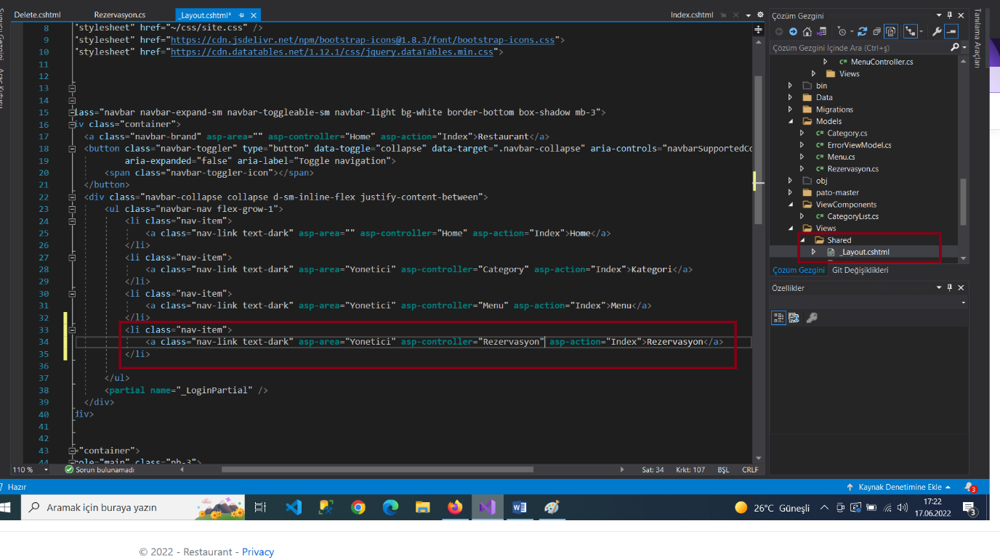 Delete.cshtml
Rezervasyon.cs
_Layout.cshtml*
Index.cshtml
8 "stylesheet" href="~/css/site.css" />
9 "stylesheet" href="https://cdn.jsdelivr.net/npm/bootstrap-icons@1.8.3/font/bootstrap-icons.css">
10 "stylesheet" href="https://cdn.datatables.net/1.12.1/css/jquery.dataTables.min.css">
11
12
13
14
15 lass="navbar navbar-expand-sm navbar-toggleable-sm navbar-light bg-white border-bottom box-shadow mb-3">
16 iv class="container">
17 <a class="navbar-brand" asp-area="" asp-controller="Home" asp-action="Index">Restaurant</a>
18 <button class="navbar-toggler" type="button" data-toggle="collapse" data-target=".navbar-collapse" aria-controls="navbarSupportedCo
19 aria-expanded="false" aria-label="Toggle navigation">
20 <span class="navbar-toggler-icon"></span>
21 </button>
22 <div class="navbar-collapse collapse d-sm-inline-flex justify-content-between">
23 <ul class="navbar-nav flex-grow-1">
24 <li class="nav-item">
25 <a class="nav-link text-dark" asp-area="" asp-controller="Home" asp-action="Index">Home</a>
26 </li>
27 <li class="nav-item">
28 <a class="nav-link text-dark" asp-area="Yonetici" asp-controller="Category" asp-action="Index">Kategori</a>
29 </li>
30 <li class="nav-item">
31 <a class="nav-link text-dark" asp-area="Yonetici" asp-controller="Menu" asp-action="Index">Menu</a>
32 </li>
33 <li class="nav-item">
34 <a class="nav-link text-dark" asp-area="Yonetici" asp-controller="Rezervasyon" asp-action="Index">Rezervasyon</a>
35 </li>
36
37 </ul>
38 <partial name="_LoginPartial" />
39 </div>
40 div>
41
42
43 ="container">
44 role="main" class="pb-3">
110 %
Sorun bulunamadı
Sat: 34
Krkt: 107
BŞL
CRLF
Çözüm Gezgini
Çözüm Gezgini İçinde Ara (Ctrl+ş)
C# MenuController.cs
Views
bin
Data
Migrations
Models
C# Category.cs
C# ErrorViewModel.cs
C# Menu.cs
C# Rezervasyon.cs
obj
pato-master
ViewComponents
C# CategoryList.cs
Views
Shared
_Layout.cshtml
Çözüm Gezgini
Git Değişiklikleri
Özellikler
Tanılama Araçları
Hazır
Kaynak Denetimine Ekle
3
Aramak için buraya yazın
26°C Güneşli
17:22
17.06.2022
3
© 2022 - Restaurant - Privacy